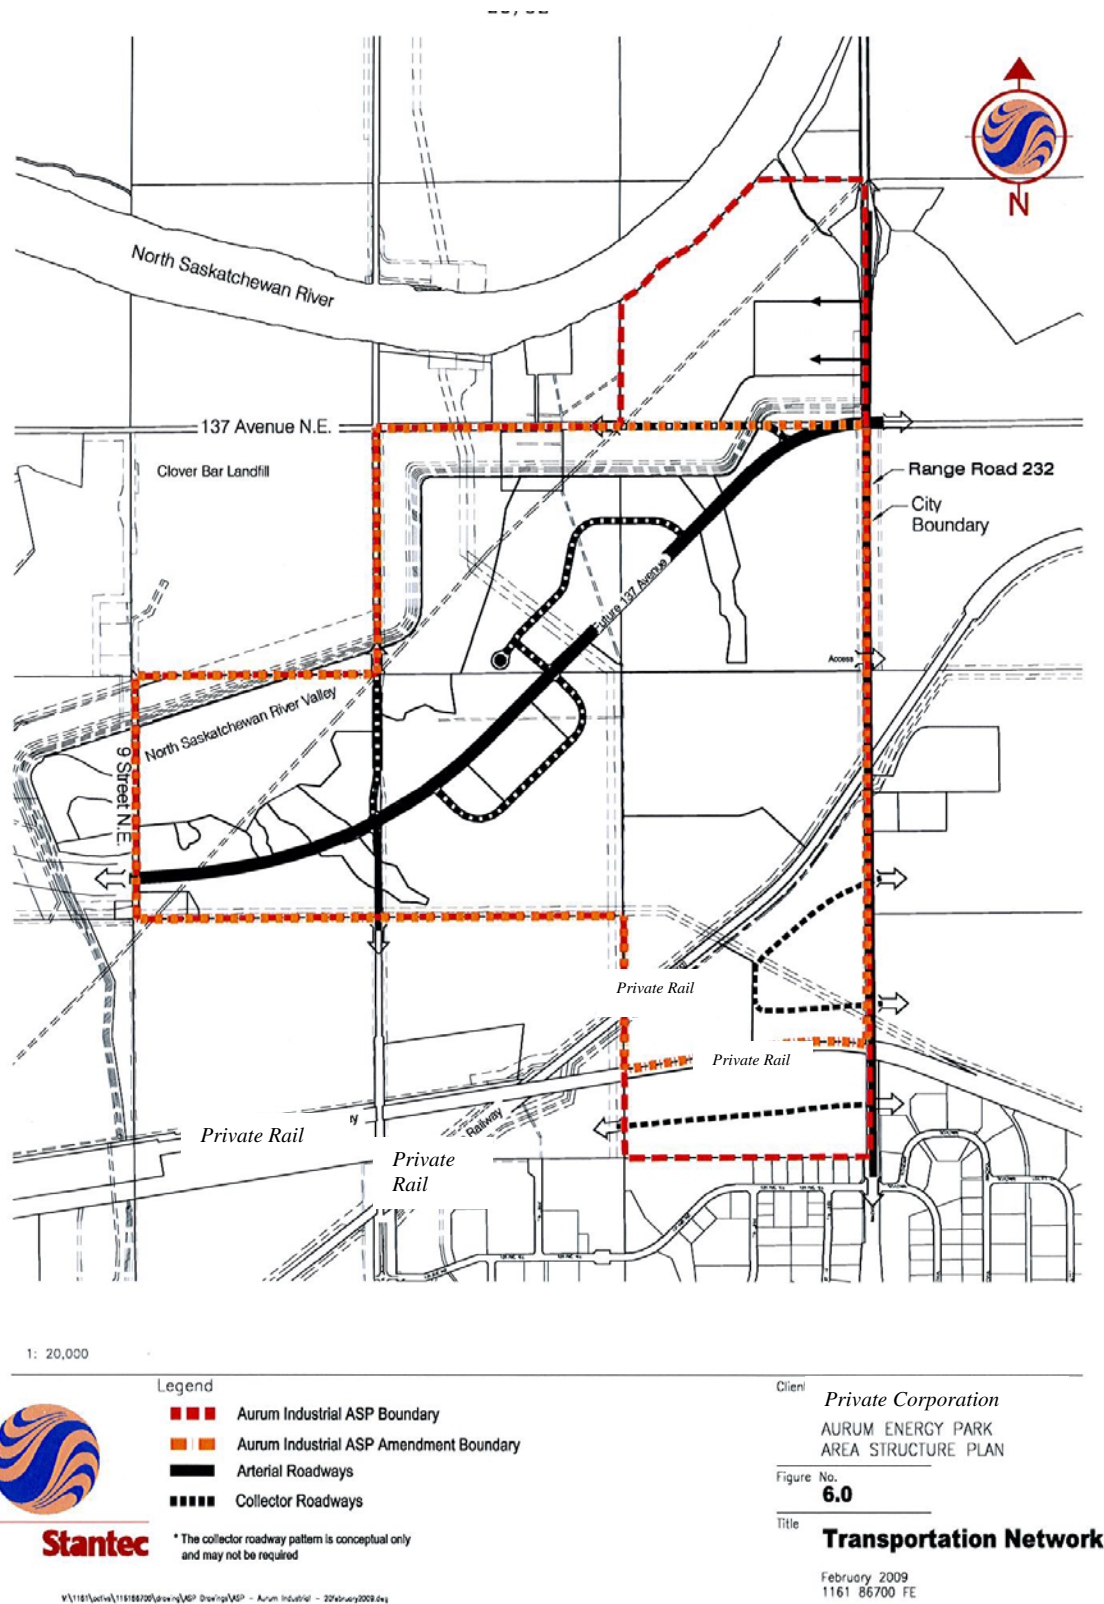 North Saskatchewan River
137 Avenue N.E.
Clover Bar Landfill
Range Road 232
City
Boundary
Future 137 Avenue
Access
North Saskatchewan River Valley
9 Street N.E.
Private Rail
Private Rail
Private Rail
Railway
Private
Rail
1: 20,000
Legend
Aurum Industrial ASP Boundary
Aurum Industrial ASP Amendment Boundary
Arterial Roadways
Collector Roadways
* The collector roadway pattern is conceptual only
and may not be required
Stantec
Client
Private Corporation
AURUM ENERGY PARK
AREA STRUCTURE PLAN
Figure No.
6.0
Title
Transportation Network
February 2009
1161 86700 FE
N